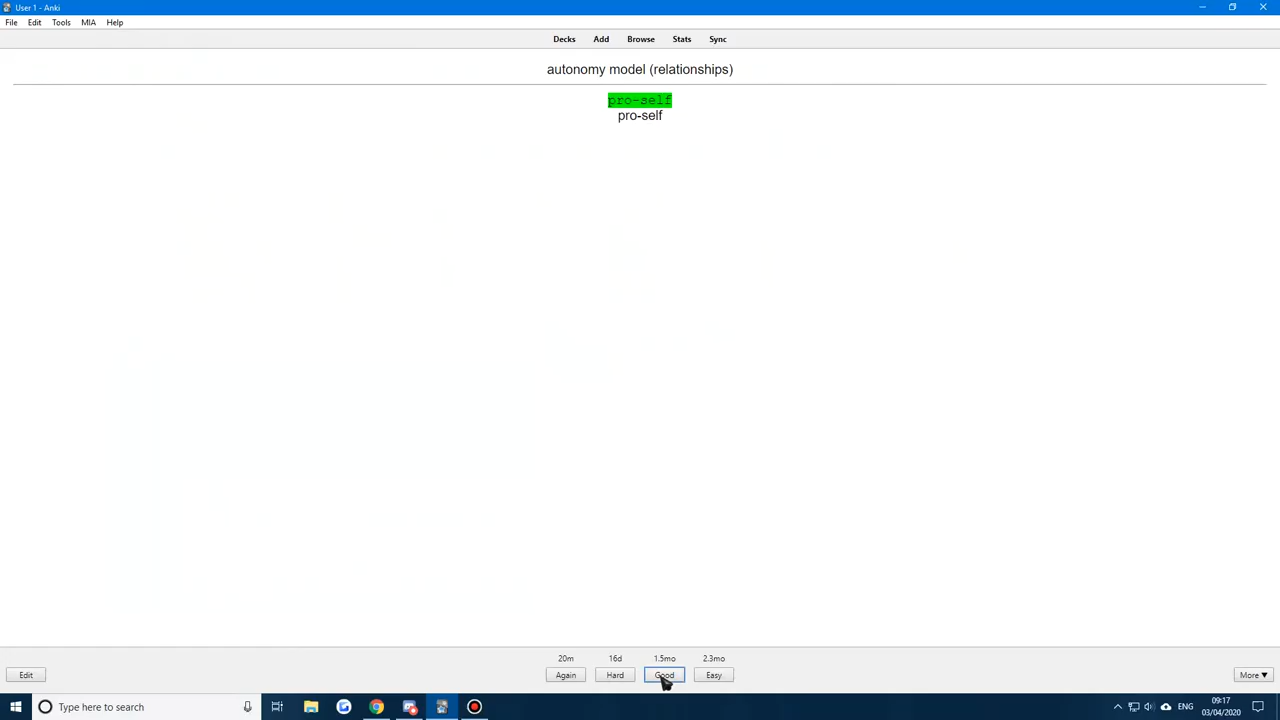 User 1 - Anki
File Edit Tools MIA Help
Decks Add Browse Stats Sync
autonomy model (relationships)
pro-self
pro-self
20m 16d 1.5mo 2.3mo
Edit Again Hard Good Easy More ▼
Type here to search
ENG
09:17
03/04/2020